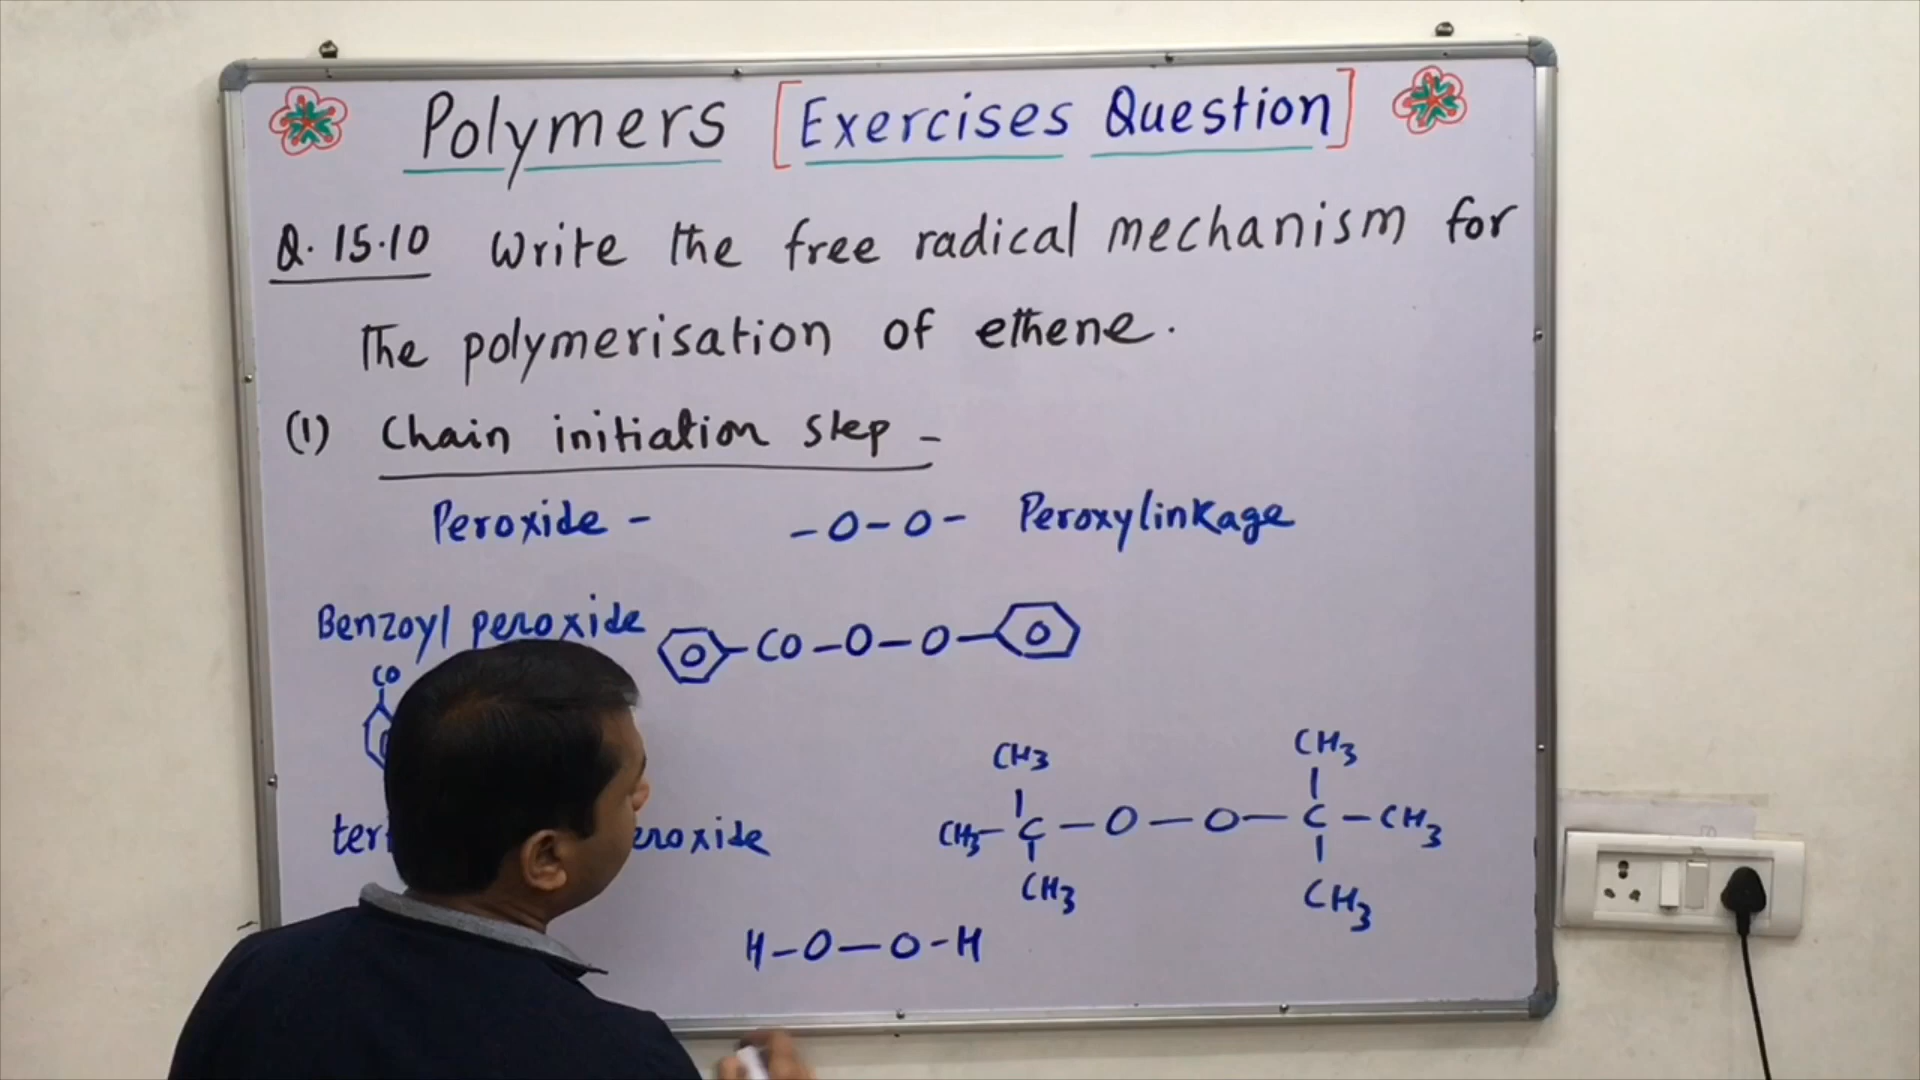 Polymers [Exercises Question]
Q. 15.10 Write the free radical mechanism for
the polymerisation of ethene.
(1) Chain initiation step -
Peroxide - -O-O- Peroxylinkage
Benzoyl peroxide CO-O-O-
CO
CH3 CH3
CH3-C-O-O-C-CH3
CH3 CH3
H-O-O-H